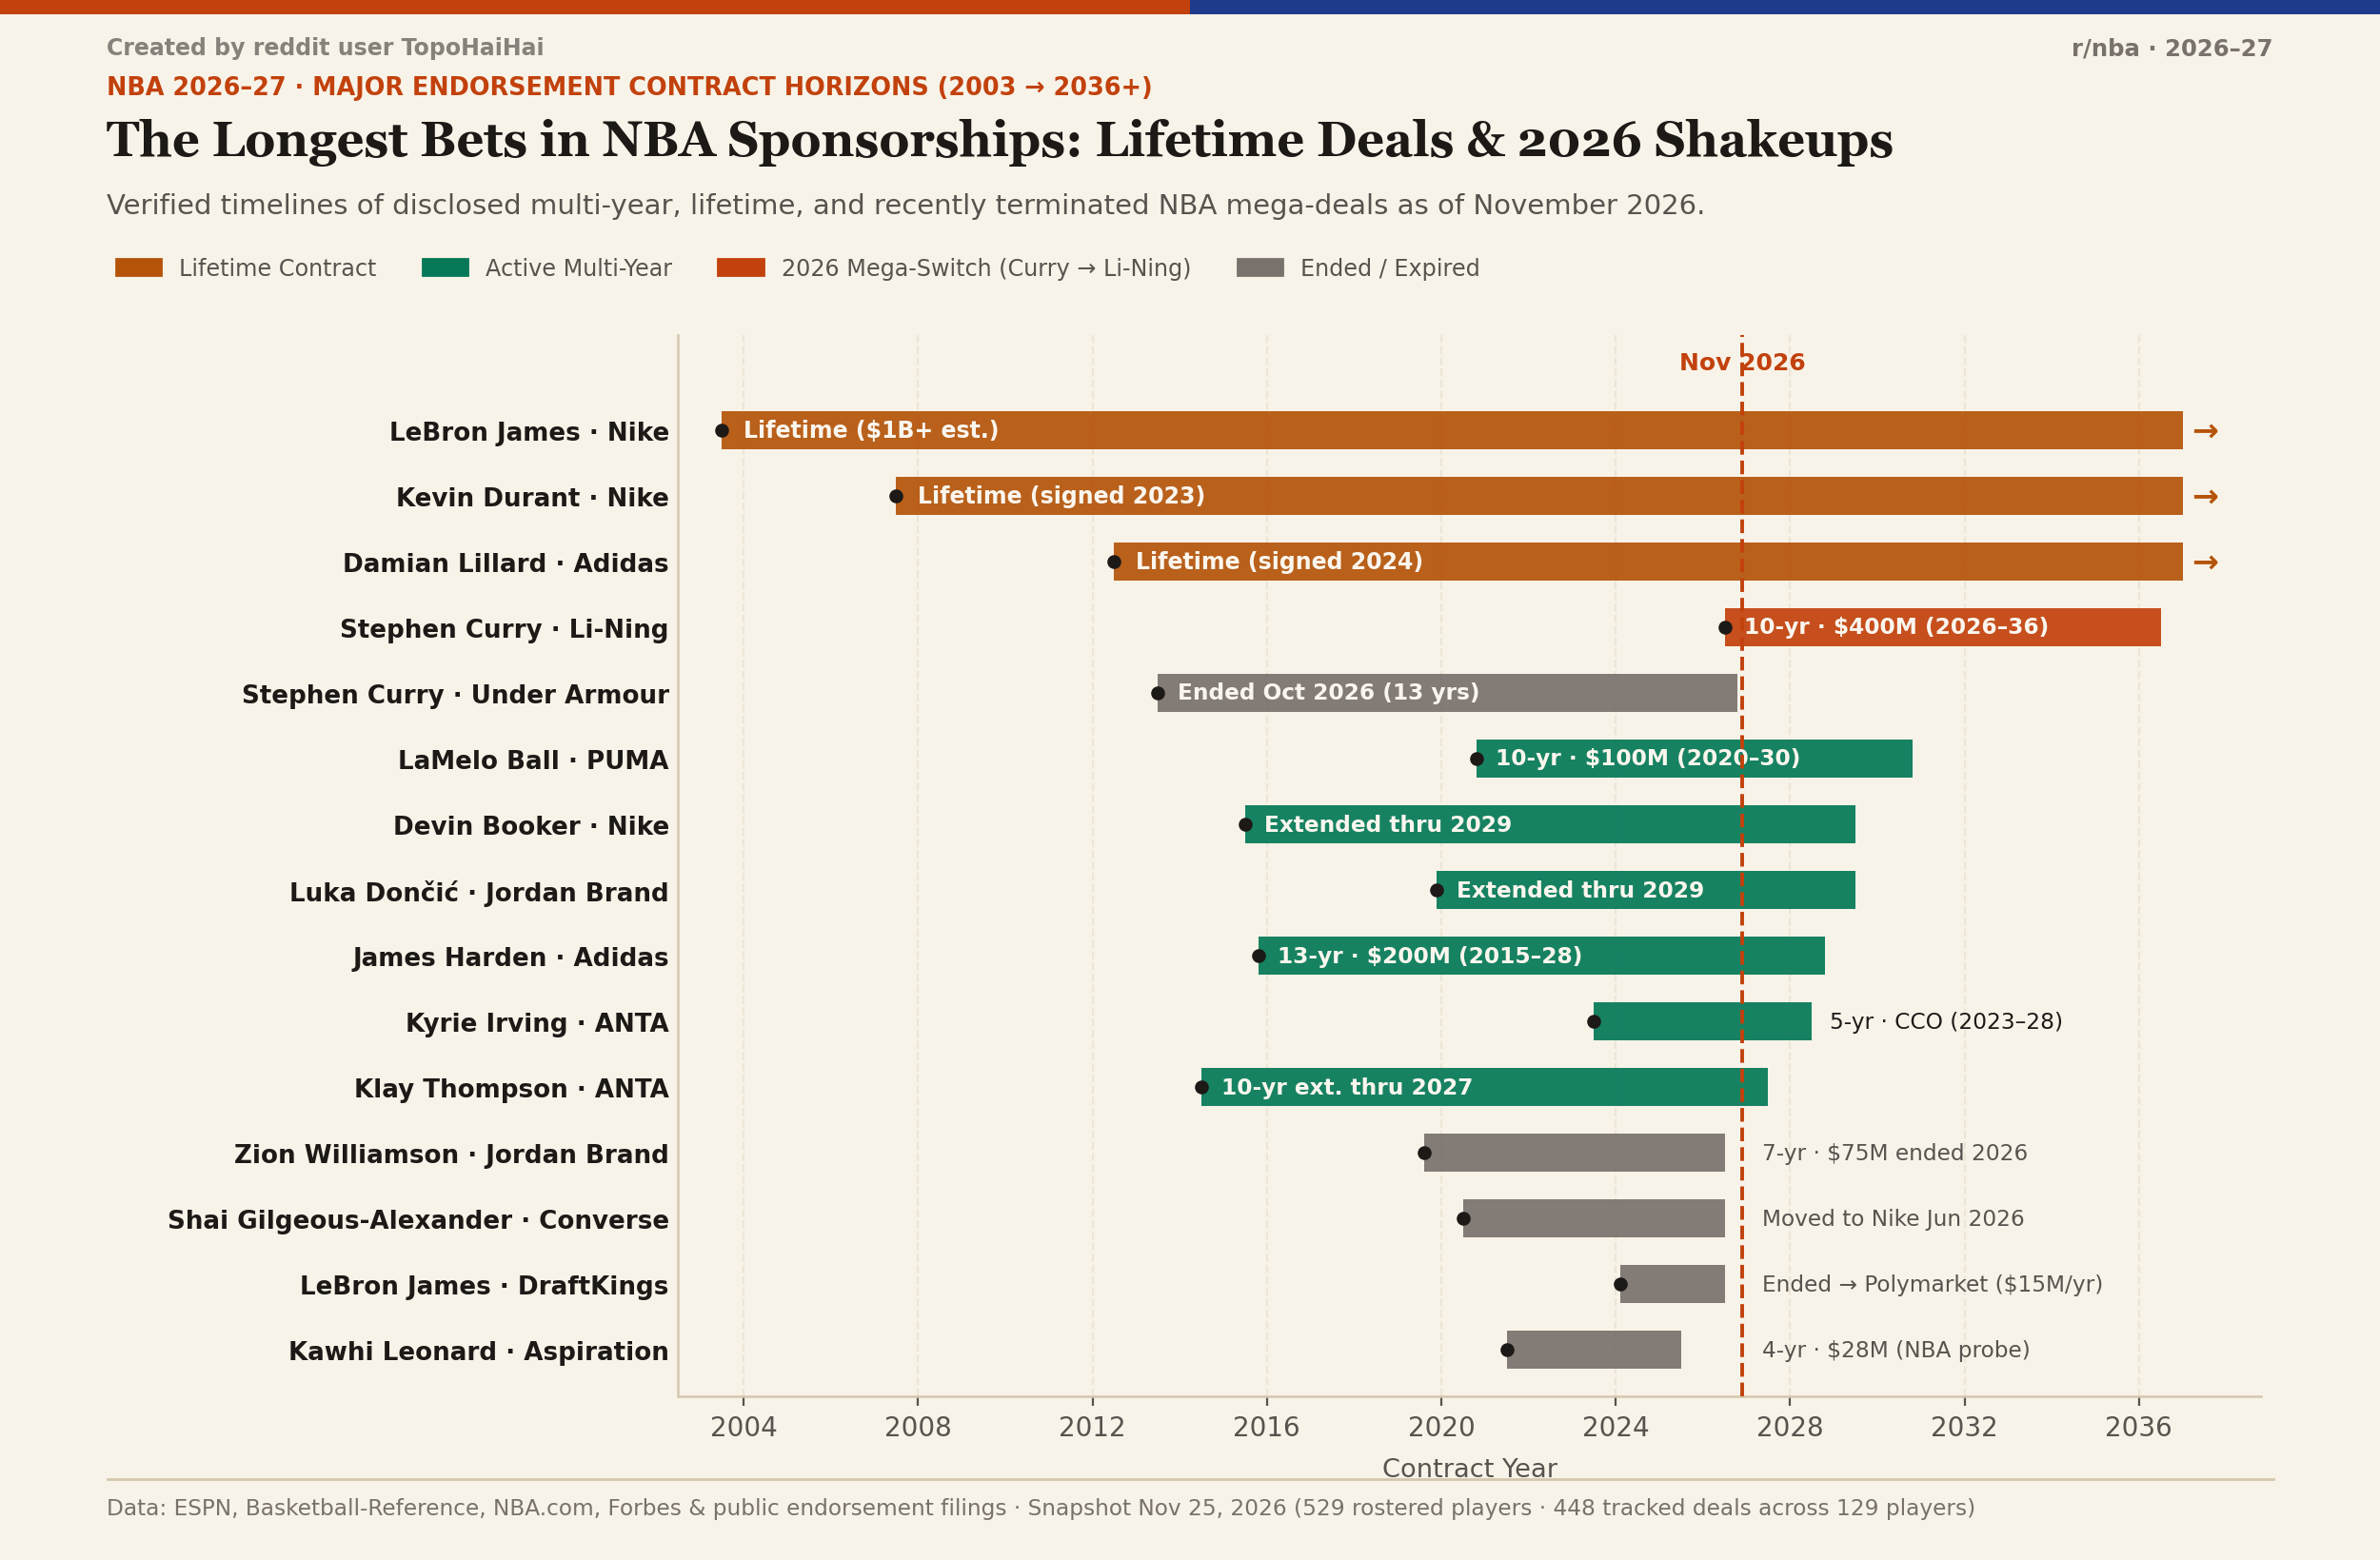 Created by reddit user TopoHaiHai
r/nba · 2026–27
NBA 2026–27 · MAJOR ENDORSEMENT CONTRACT HORIZONS (2003 → 2036+)
The Longest Bets in NBA Sponsorships: Lifetime Deals & 2026 Shakeups
Verified timelines of disclosed multi-year, lifetime, and recently terminated NBA mega-deals as of November 2026.
Lifetime Contract
Active Multi-Year
2026 Mega-Switch (Curry → Li-Ning)
Ended / Expired
Nov 2026
LeBron James · Nike
Lifetime ($1B+ est.)
→
Kevin Durant · Nike
Lifetime (signed 2023)
→
Damian Lillard · Adidas
Lifetime (signed 2024)
→
Stephen Curry · Li-Ning
10-yr · $400M (2026–36)
Stephen Curry · Under Armour
Ended Oct 2026 (13 yrs)
LaMelo Ball · PUMA
10-yr · $100M (2020–30)
Devin Booker · Nike
Extended thru 2029
Luka Dončić · Jordan Brand
Extended thru 2029
James Harden · Adidas
13-yr · $200M (2015–28)
Kyrie Irving · ANTA
5-yr · CCO (2023–28)
Klay Thompson · ANTA
10-yr ext. thru 2027
Zion Williamson · Jordan Brand
7-yr · $75M ended 2026
Shai Gilgeous-Alexander · Converse
Moved to Nike Jun 2026
LeBron James · DraftKings
Ended → Polymarket ($15M/yr)
Kawhi Leonard · Aspiration
4-yr · $28M (NBA probe)
2004 2008 2012 2016 2020 2024 2028 2032 2036
Contract Year
Data: ESPN, Basketball-Reference, NBA.com, Forbes & public endorsement filings · Snapshot Nov 25, 2026 (529 rostered players · 448 tracked deals across 129 players)